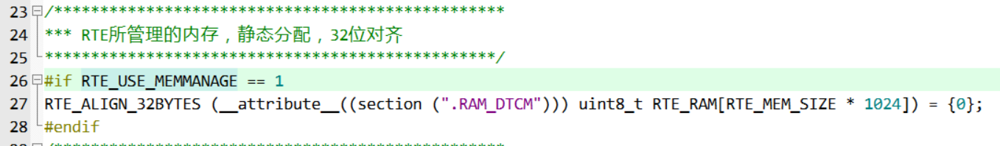 23 /*************************************************
24 *** RTE所管理的内存，静态分配，32位对齐
25 *************************************************/
26 #if RTE_USE_MEMMANAGE == 1
27 RTE_ALIGN_32BYTES (__attribute__((section (".RAM_DTCM"))) uint8_t RTE_RAM[RTE_MEM_SIZE * 1024]) = {0};
28 #endif